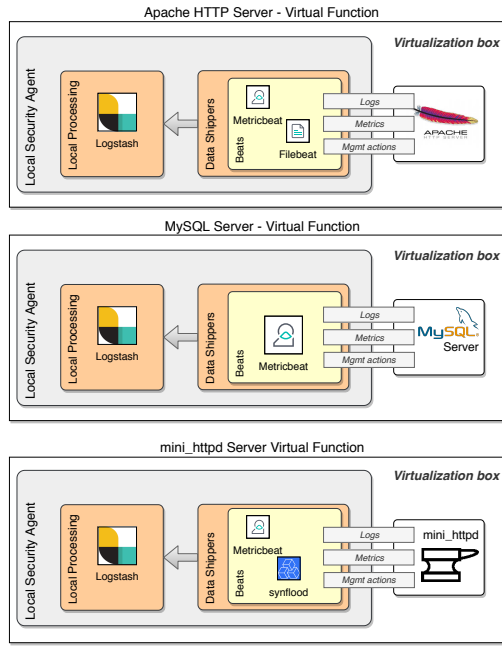 Apache HTTP Server - Virtual Function
Virtualization box
Local Security Agent
Local Processing
Logstash
Data Shippers
Beats
Metricbeat
Filebeat
Logs
Metrics
Mgmt actions
APACHE
HTTP SERVER
MySQL Server - Virtual Function
Virtualization box
Local Security Agent
Local Processing
Logstash
Data Shippers
Beats
Metricbeat
Logs
Metrics
Mgmt actions
MySQL®
Server
mini_httpd Server Virtual Function
Virtualization box
Local Security Agent
Local Processing
Logstash
Data Shippers
Beats
Metricbeat
synflood
Logs
Metrics
Mgmt actions
mini_httpd